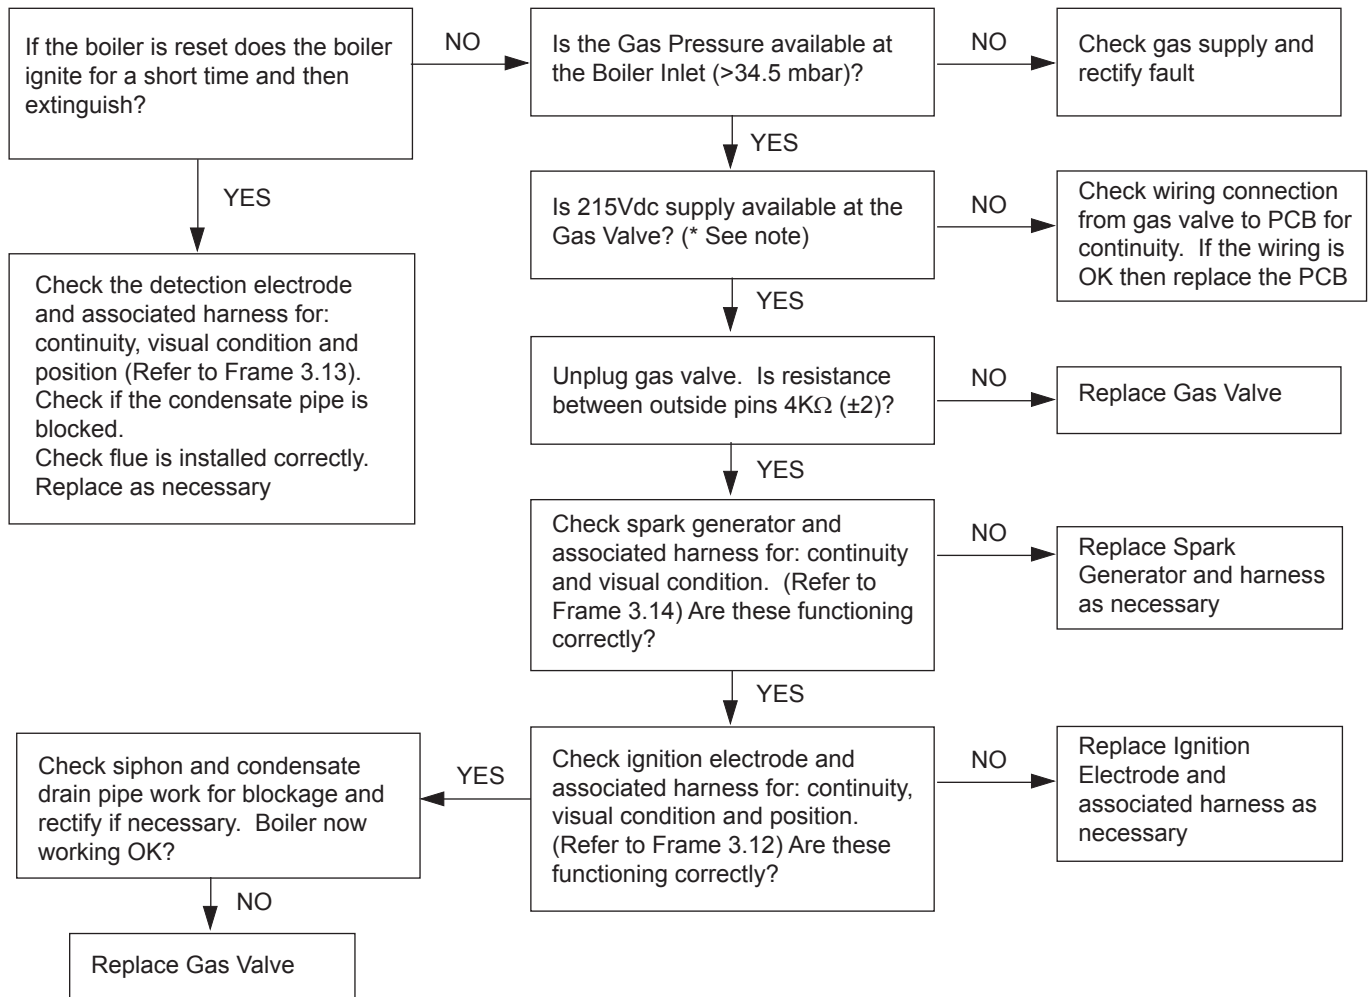 If the boiler is reset does the boiler
ignite for a short time and then
extinguish?
NO
Is the Gas Pressure available at
the Boiler Inlet (>34.5 mbar)?
NO
Check gas supply and
rectify fault
YES
YES
Is 215Vdc supply available at the
Gas Valve? (* See note)
NO
Check wiring connection
from gas valve to PCB for
continuity.  If the wiring is
OK then replace the PCB
Check the detection electrode
and associated harness for:
continuity, visual condition and
position (Refer to Frame 3.13).
Check if the condensate pipe is
blocked.
Check flue is installed correctly.
Replace as necessary
YES
Unplug gas valve.  Is resistance
between outside pins 4KΩ (±2)?
NO
Replace Gas Valve
YES
Check spark generator and
associated harness for: continuity
and visual condition.  (Refer to
Frame 3.14) Are these functioning
correctly?
NO
Replace Spark
Generator and harness
as necessary
YES
Check ignition electrode and
associated harness for: continuity,
visual condition and position.
(Refer to Frame 3.12) Are these
functioning correctly?
NO
Replace Ignition
Electrode and
associated harness as
necessary
YES
Check siphon and condensate
drain pipe work for blockage and
rectify if necessary.  Boiler now
working OK?
NO
Replace Gas Valve